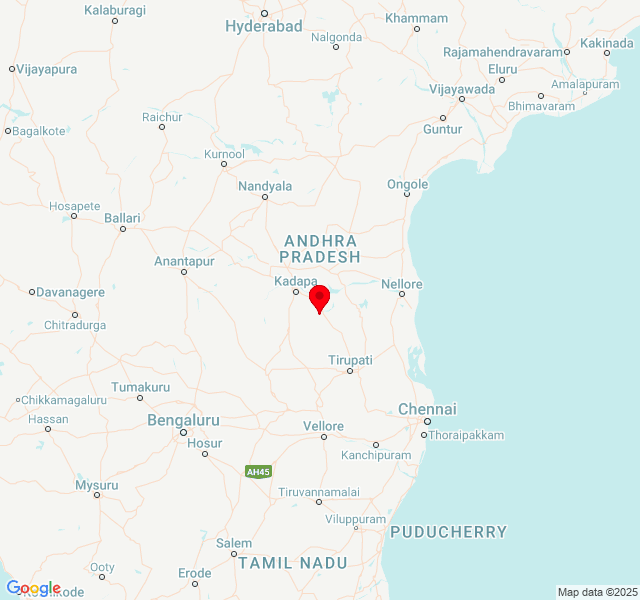 Kalaburagi
Hyderabad
Khammam
Nalgonda
Kakinada
Rajamahendravaram
Vijayapura
Eluru
Amalapuram
Vijayawada
Bhimavaram
Raichur
Guntur
Bagalkote
Kurnool
Nandyala
Ongole
Hosapete
Ballari
ANDHRA
PRADESH
Anantapur
Kadapa
Nellore
Davanagere
Chitradurga
Tirupati
Tumakuru
Chikkamagaluru
Chennai
Hassan
Bengaluru
Vellore
Thoraipakkam
Hosur
Kanchipuram
AH45
Mysuru
Tiruvannamalai
Viluppuram
PUDUCHERRY
Salem
TAMIL NADU
Ooty
Erode
Google
Map data ©2025